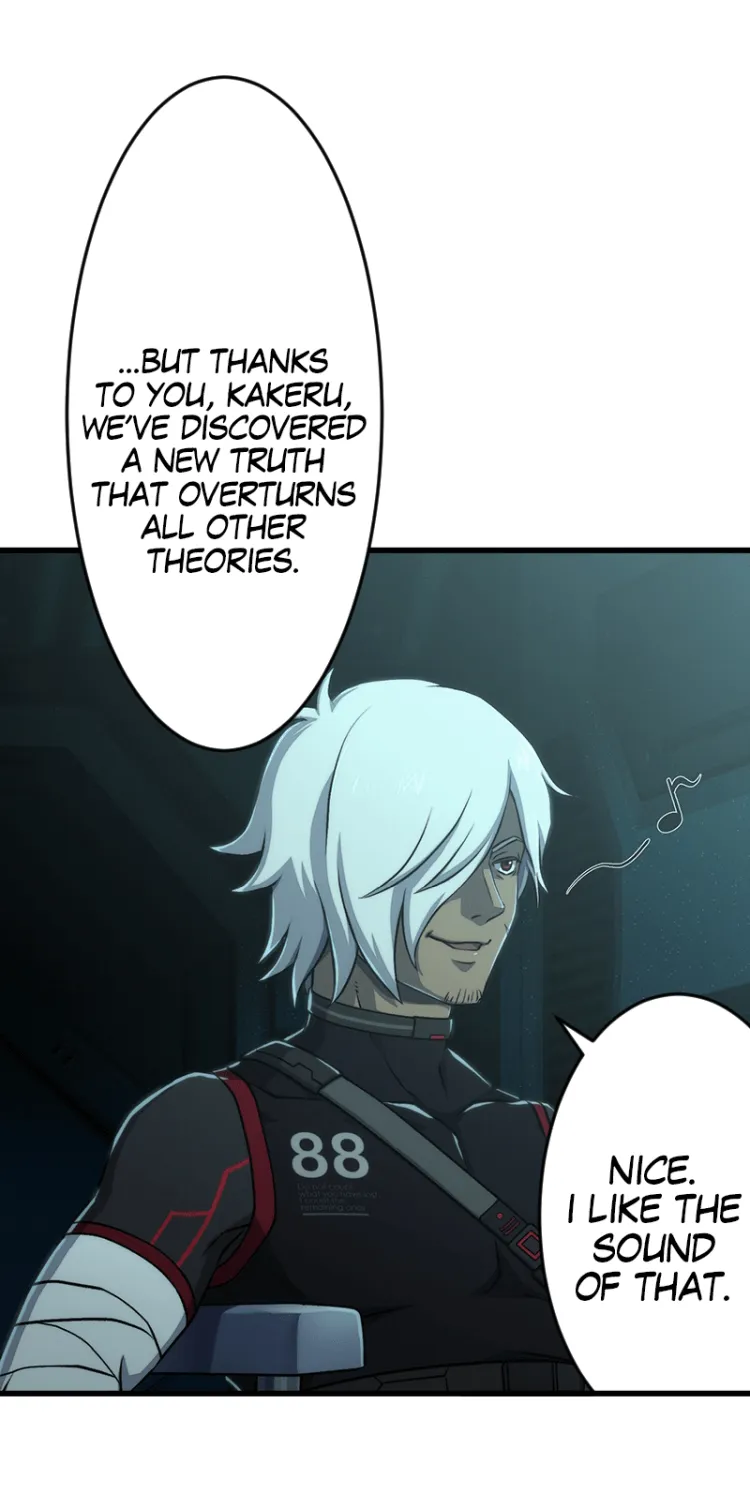 ...BUT THANKS
TO YOU, KAKERU,
WE'VE DISCOVERED
A NEW TRUTH
THAT OVERTURNS
ALL OTHER
THEORIES.
88
NICE.
I LIKE THE
SOUND
OF THAT.